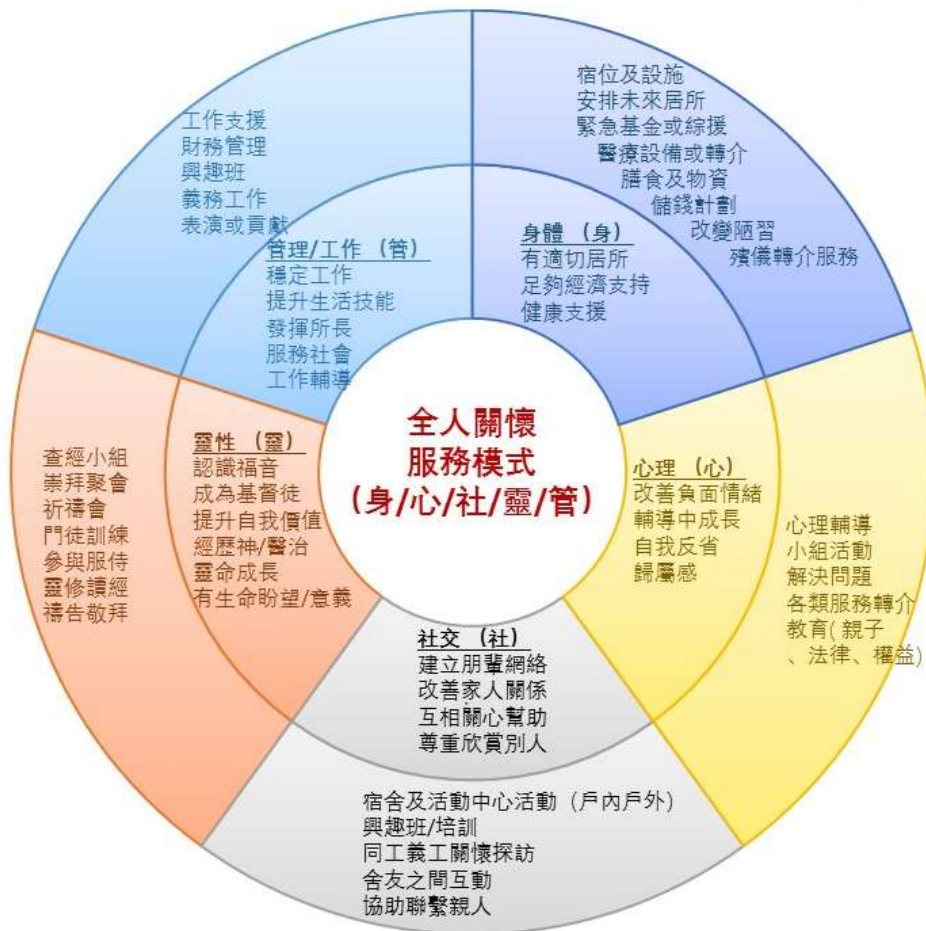 全人關懷
服務模式
（身/心/社/靈/管）
身體 （身）
有適切居所
足夠經濟支持
健康支援
宿位及設施
安排未來居所
緊急基金或綜援
醫療設備或轉介
膳食及物資
儲錢計劃
改變陋習
殯儀轉介服務
心理（心）
改善負面情緒
輔導中成長
自我反省
歸屬感
心理輔導
小組活動
解決問題
各類服務轉介
教育( 親子
、法律、權益)
社交 （社）
建立朋輩網絡
改善家人關係
互相關心幫助
尊重欣賞別人
宿舍及活動中心活動（戶內戶外）
興趣班/培訓
同工義工關懷探訪
舍友之間互動
協助聯繫親人
靈性 （靈）
認識福音
成為基督徒
提升自我價值
經歷神/醫治
靈命成長
有生命盼望/意義
查經小組
崇拜聚會
祈禱會
門徒訓練
參與服侍
靈修讀經
禱告敬拜
管理/工作 （管）
穩定工作
提升生活技能
發揮所長
服務社會
工作輔導
工作支援
財務管理
興趣班
義務工作
表演或貢獻